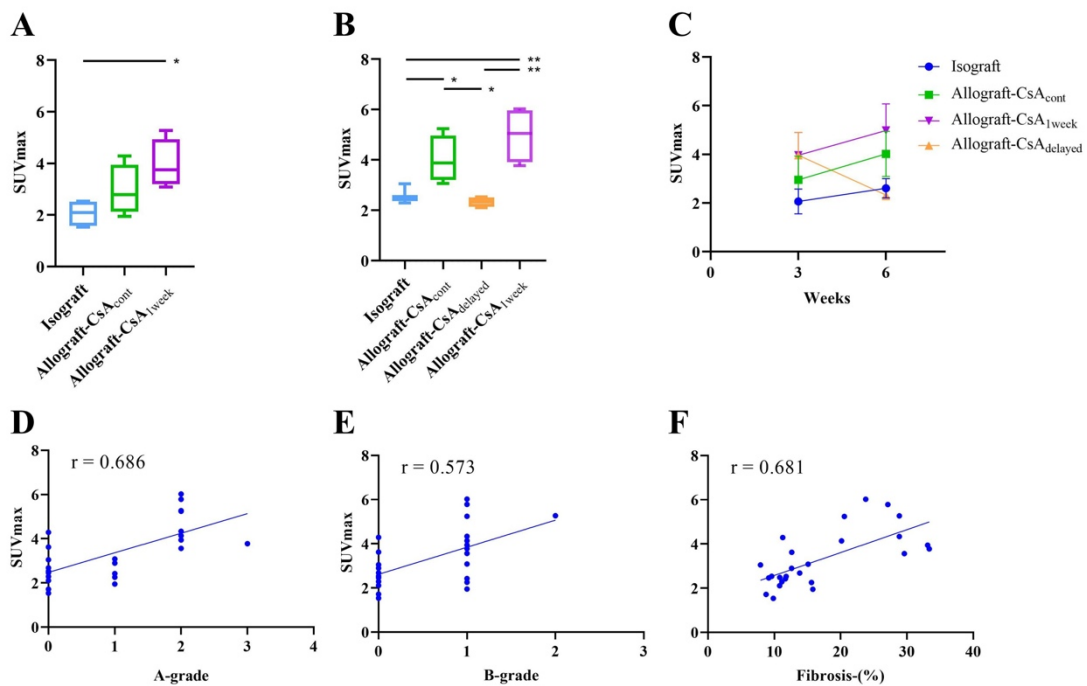 A
SUVmax
8
6
4
2
0
*
Isograft
Allograft-CsAcont
Allograft-CsA1week
B
SUVmax
8
6
4
2
0
**
**
*
*
Isograft
Allograft-CsAcont
Allograft-CsAdelayed
Allograft-CsA1week
C
SUVmax
8
6
4
2
0
0
3
6
Weeks
Isograft
Allograft-CsAcont
Allograft-CsA1week
Allograft-CsAdelayed
D
r = 0.686
SUVmax
8
6
4
2
0
0
1
2
3
4
A-grade
E
r = 0.573
SUVmax
8
6
4
2
0
0
1
2
3
B-grade
F
r = 0.681
SUVmax
8
6
4
2
0
0
10
20
30
40
Fibrosis-(%)